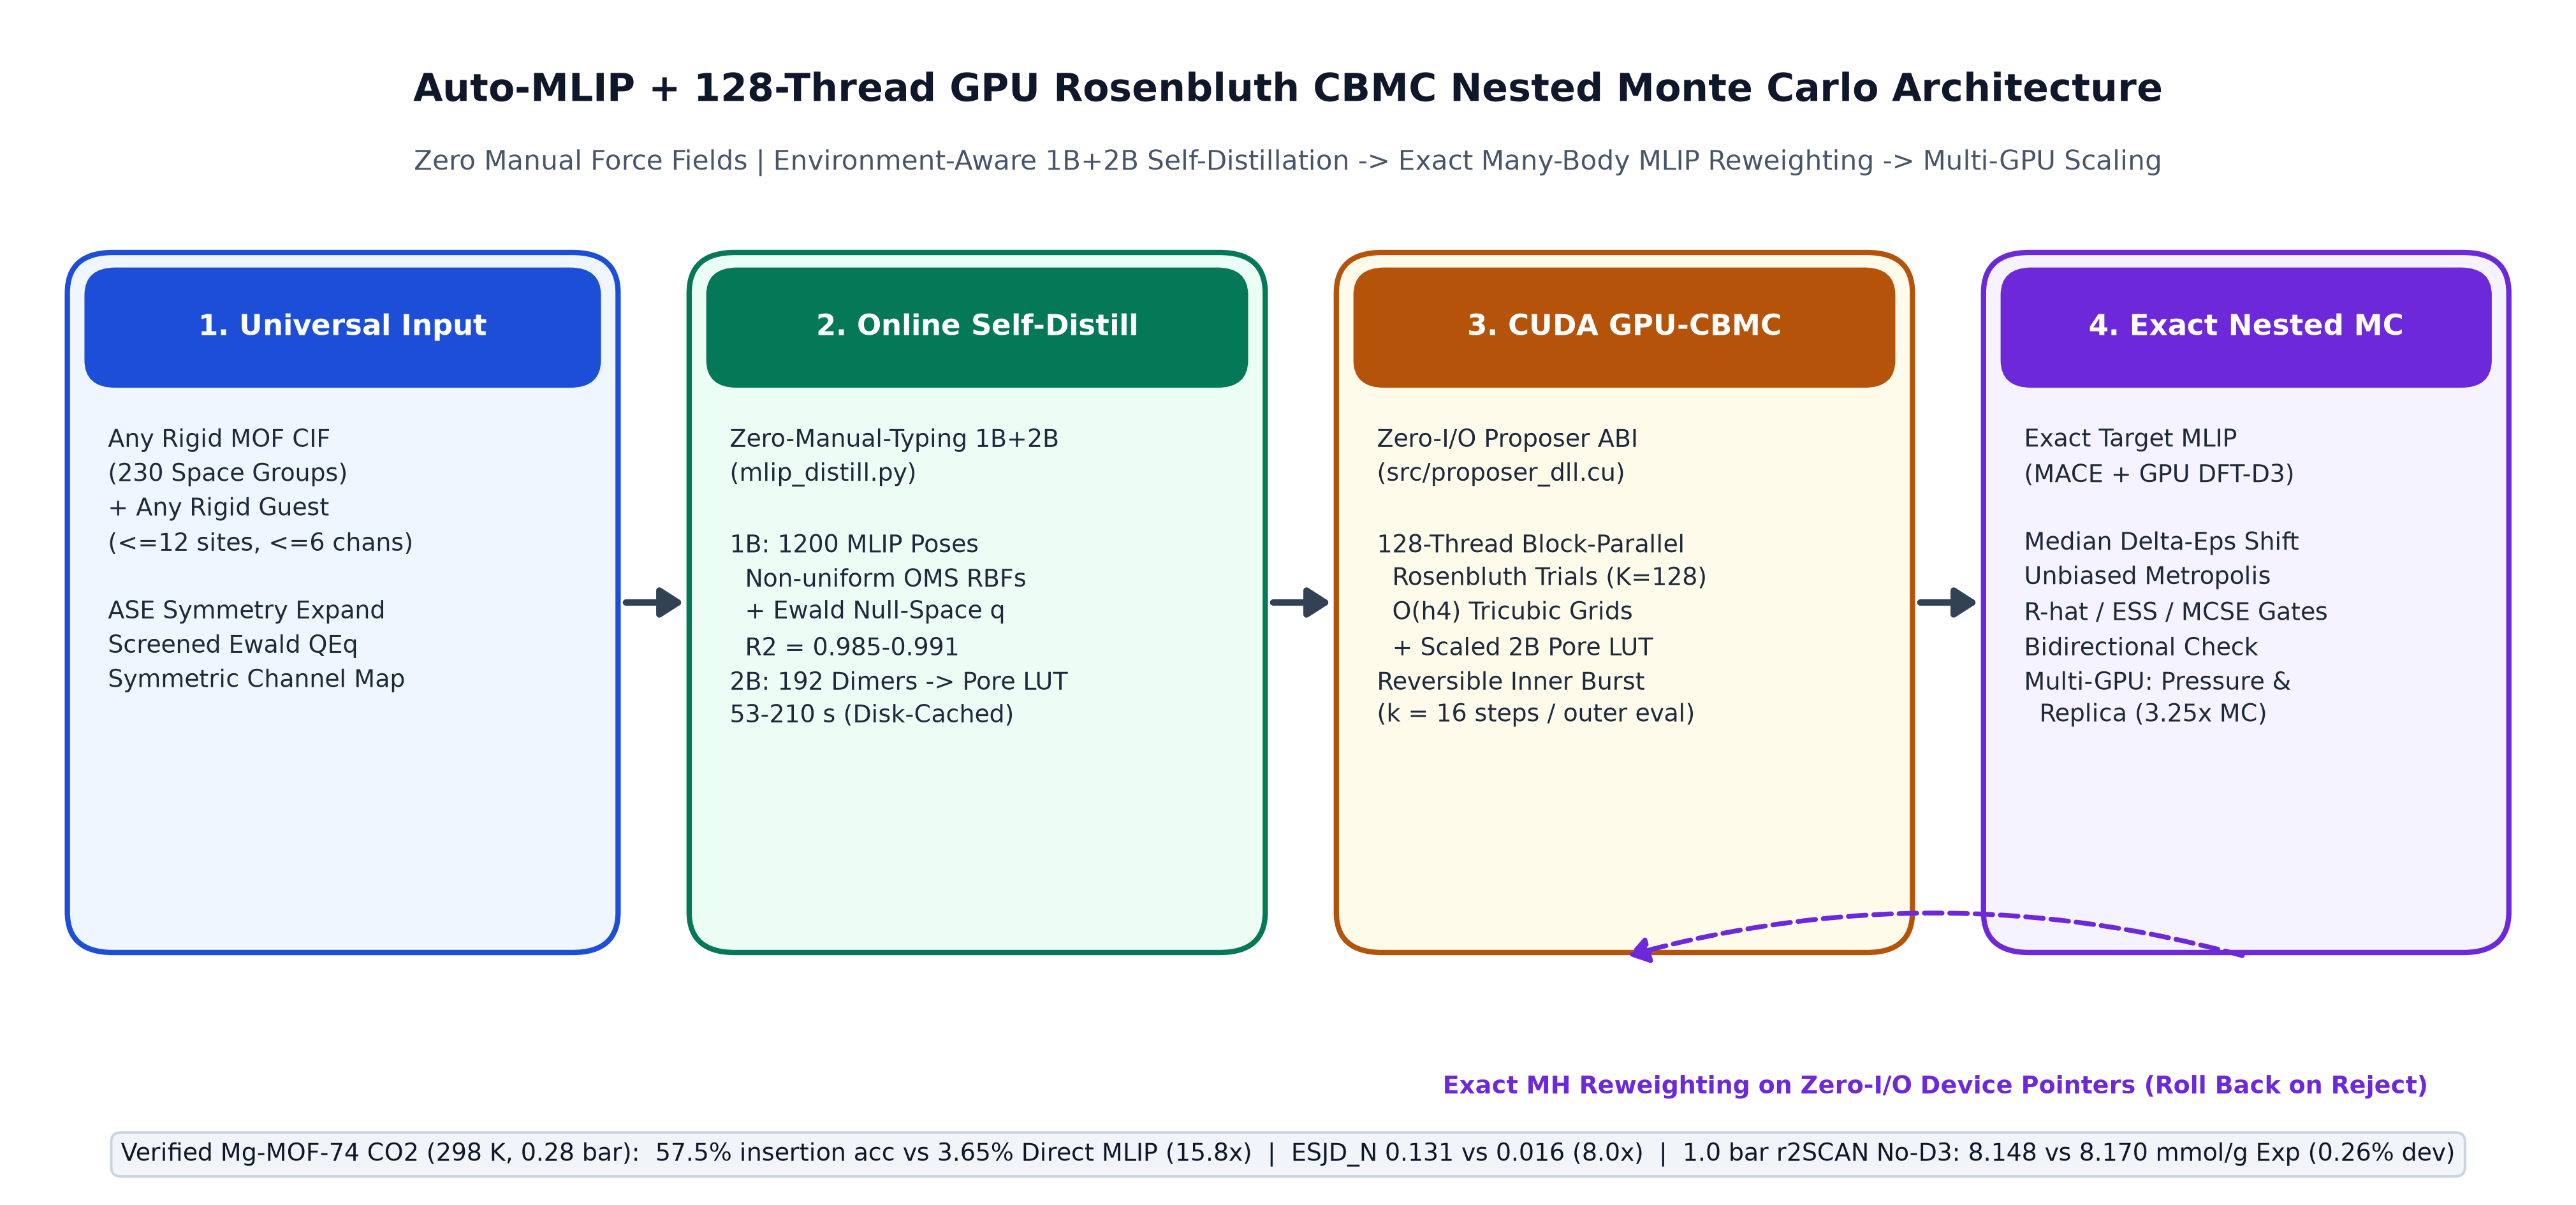 Auto-MLIP + 128-Thread GPU Rosenbluth CBMC Nested Monte Carlo Architecture
Zero Manual Force Fields | Environment-Aware 1B+2B Self-Distillation -> Exact Many-Body MLIP Reweighting -> Multi-GPU Scaling
1. Universal Input
Any Rigid MOF CIF
(230 Space Groups)
+ Any Rigid Guest
(<=12 sites, <=6 chans)
ASE Symmetry Expand
Screened Ewald QEq
Symmetric Channel Map
2. Online Self-Distill
Zero-Manual-Typing 1B+2B
(mlip_distill.py)
1B: 1200 MLIP Poses
Non-uniform OMS RBFs
+ Ewald Null-Space q
R2 = 0.985-0.991
2B: 192 Dimers -> Pore LUT
53-210 s (Disk-Cached)
3. CUDA GPU-CBMC
Zero-I/O Proposer ABI
(src/proposer_dll.cu)
128-Thread Block-Parallel
Rosenbluth Trials (K=128)
O(h4) Tricubic Grids
+ Scaled 2B Pore LUT
Reversible Inner Burst
(k = 16 steps / outer eval)
4. Exact Nested MC
Exact Target MLIP
(MACE + GPU DFT-D3)
Median Delta-Eps Shift
Unbiased Metropolis
R-hat / ESS / MCSE Gates
Bidirectional Check
Multi-GPU: Pressure &
Replica (3.25x MC)
Exact MH Reweighting on Zero-I/O Device Pointers (Roll Back on Reject)
Verified Mg-MOF-74 CO2 (298 K, 0.28 bar):  57.5% insertion acc vs 3.65% Direct MLIP (15.8x)  |  ESJD_N 0.131 vs 0.016 (8.0x)  |  1.0 bar r2SCAN No-D3: 8.148 vs 8.170 mmol/g Exp (0.26% dev)